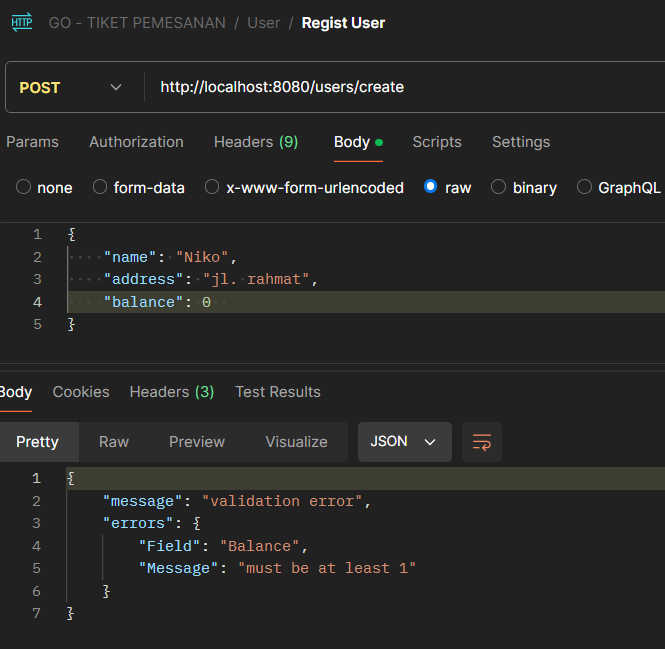 HTTP GO - TIKET PEMESANAN / User / Regist User
POST http://localhost:8080/users/create
Params Authorization Headers (9) Body Scripts Settings
none form-data x-www-form-urlencoded raw binary GraphQL
1 {
2 "name": "Niko",
3 "address": "jl. rahmat",
4 "balance": 0
5 }
Body Cookies Headers (3) Test Results
Pretty Raw Preview Visualize JSON
1 {
2 "message": "validation error",
3 "errors": {
4 "Field": "Balance",
5 "Message": "must be at least 1"
6 }
7 }